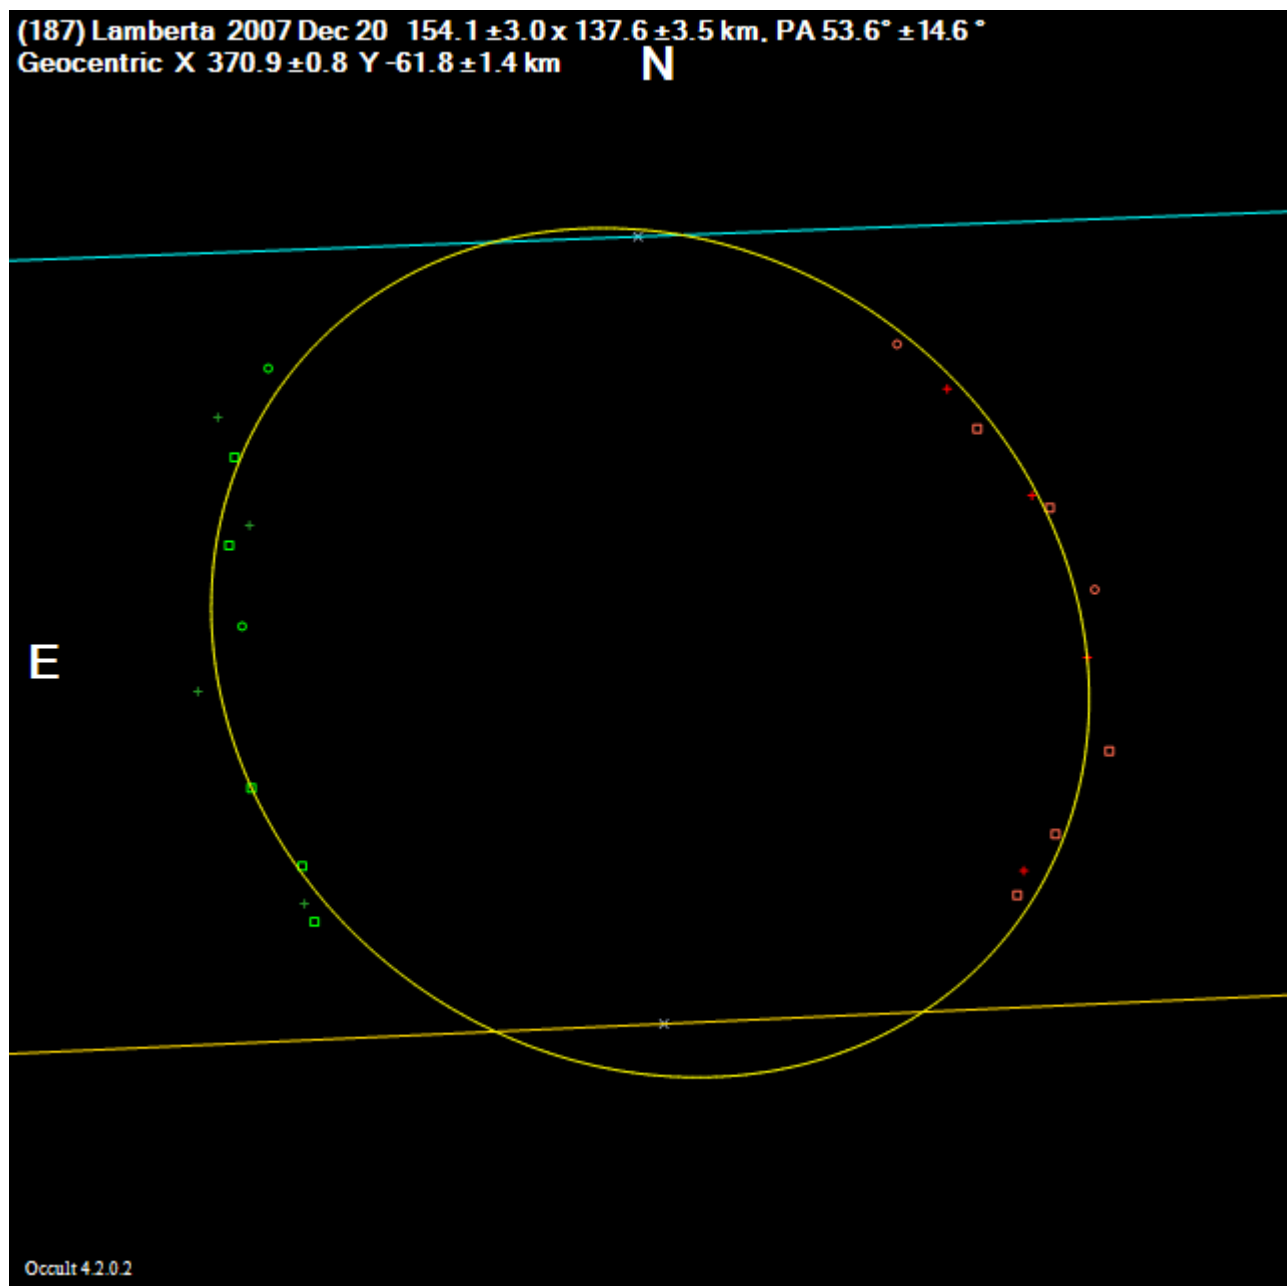 (187) Lamberta 2007 Dec 20 154.1 ±3.0 x 137.6 ±3.5 km, PA 53.6° ±14.6°
Geocentric X 370.9 ±0.8 Y -61.8 ±1.4 km
N
E
Occult 4.2.0.2